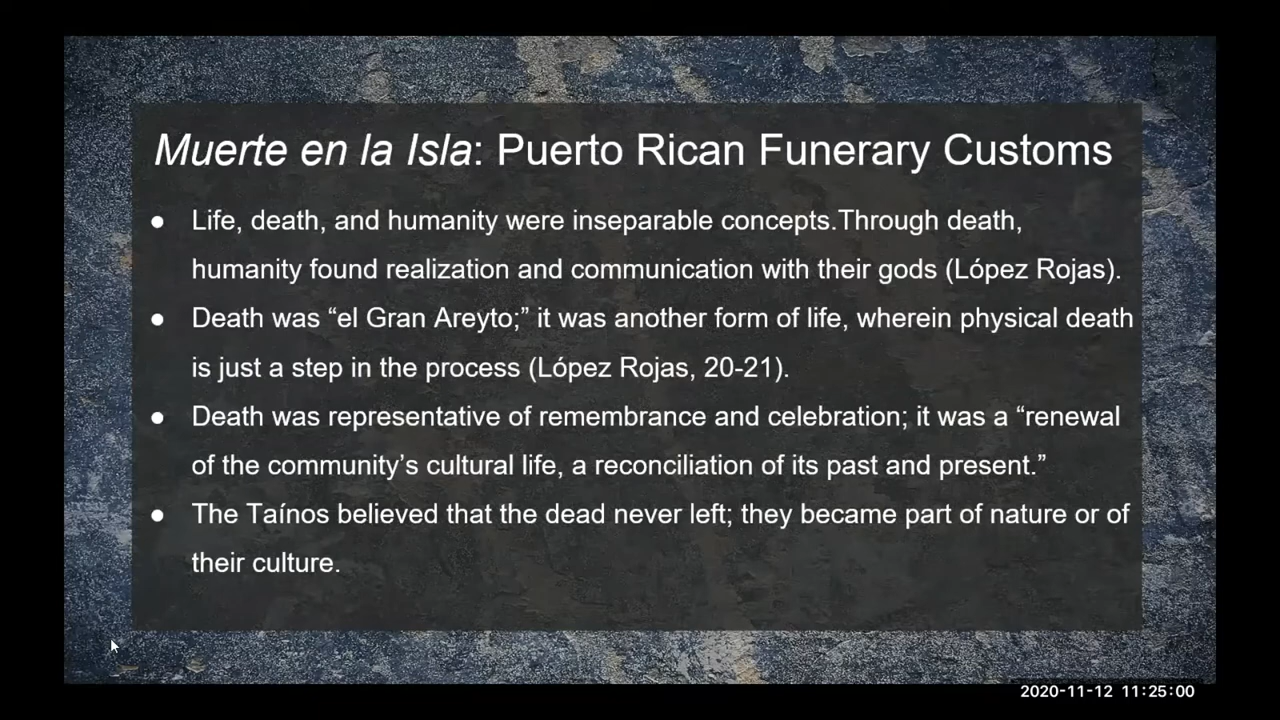 Muerte en la Isla: Puerto Rican Funerary Customs
● Life, death, and humanity were inseparable concepts.Through death,
humanity found realization and communication with their gods (López Rojas).
● Death was “el Gran Areyto;” it was another form of life, wherein physical death
is just a step in the process (López Rojas, 20-21).
● Death was representative of remembrance and celebration; it was a “renewal
of the community’s cultural life, a reconciliation of its past and present.”
● The Taínos believed that the dead never left; they became part of nature or of
their culture.
2020-11-12 11:25:00